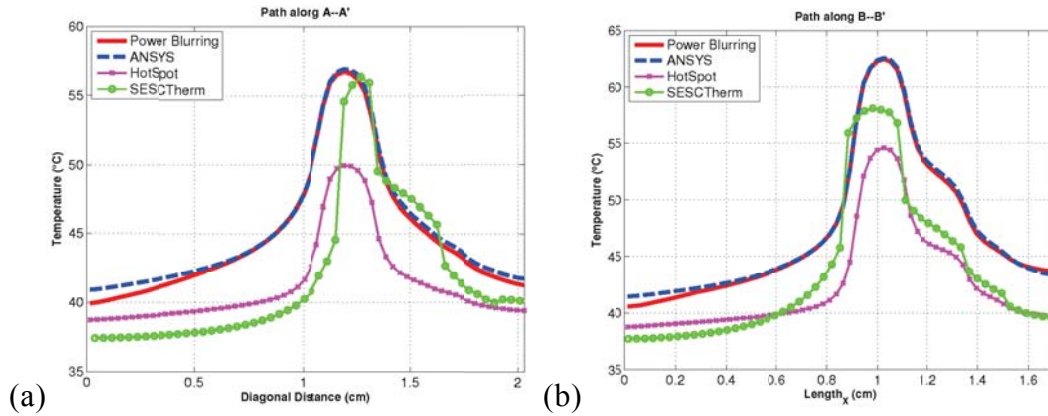 Path alorg A--A'
60
55
50
45
40
35
0
0.5
1
1.5
2
Temperature (°C)
Diagonal Distance (cm)
Power Blurring
ANSYS
HotSpot
SESCTherm
(a)
Path along B--B'
65
60
55
50
45
40
35
0
0.2
0.4
0.6
0.8
1
1.2
1.4
1.6
Temperature (°C)
Length_X (cm)
Power Blurring
ANSYS
HotSpot
SESCTherm
(b)